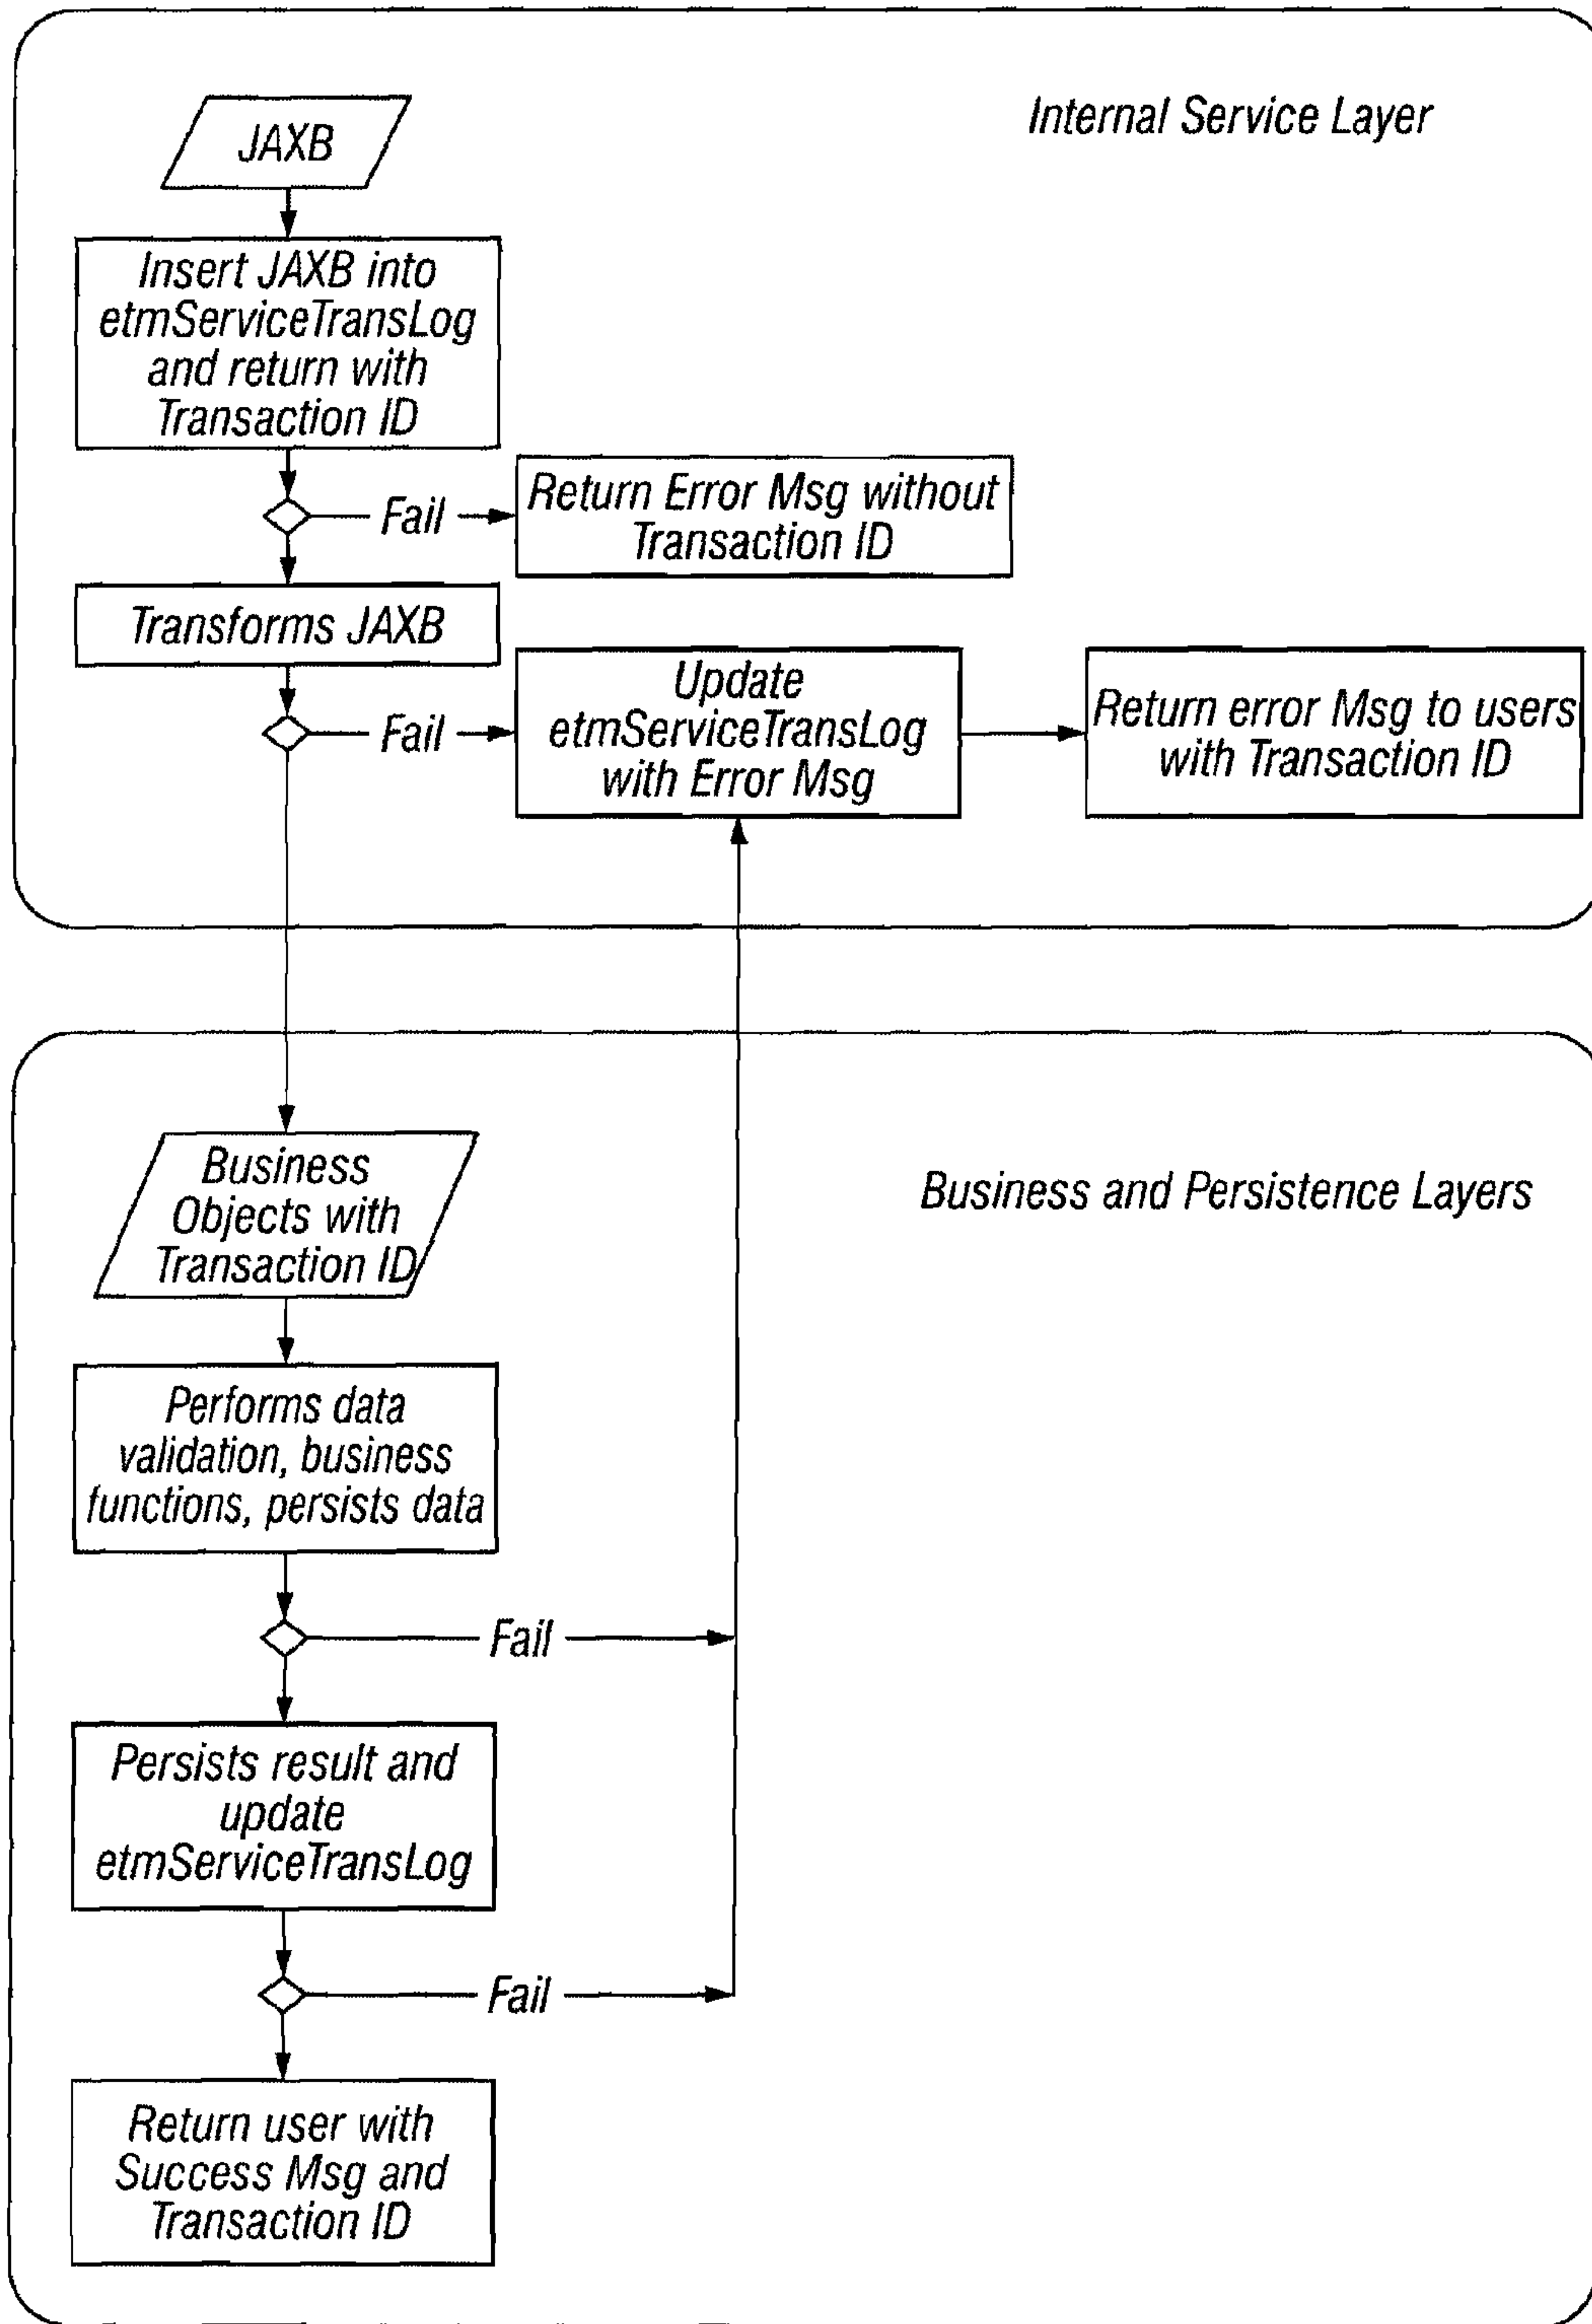 Internal Service Layer
JAXB
Insert JAXB into
etmServiceTransLog
and return with
Transaction ID
Fail
Return Error Msg without
Transaction ID
Transforms JAXB
Fail
Update
etmServiceTransLog
with Error Msg
Return error Msg to users
with Transaction ID
Business and Persistence Layers
Business
Objects with
Transaction ID
Performs data
validation, business
functions, persists data
Fail
Persists result and
update
etmServiceTransLog
Fail
Return user with
Success Msg and
Transaction ID